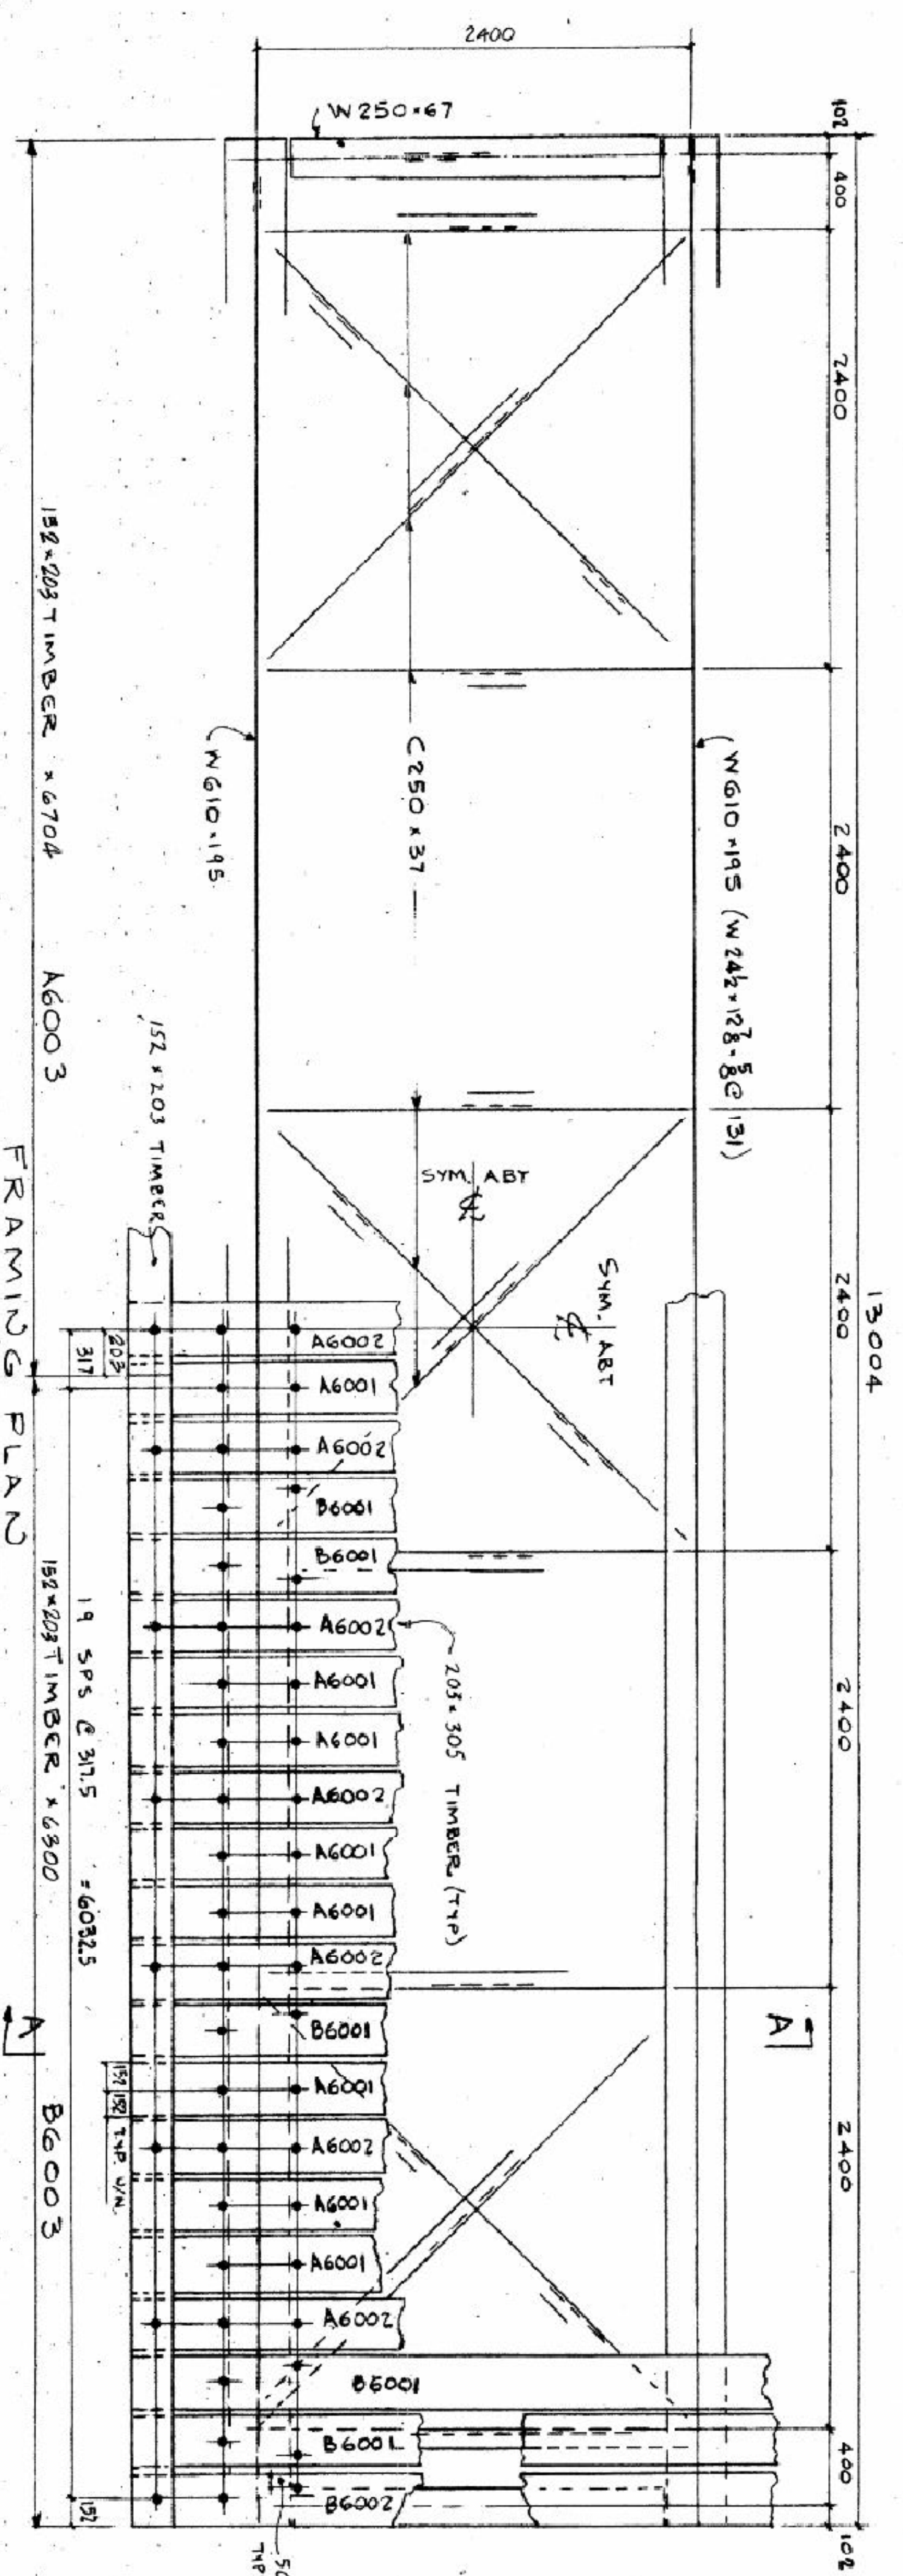 2400
102
W250×67
400
2400
152×203 TIMBER × 6704
A6003
W610×195
C250×37
W610×195 (W 24½×12⅞-⅝@131)
2400
13004
2400
152×203 TIMBERS
SYM. ABT
℄
SYM. ABT
℄
203
317
A6002
A6001
A6002
B6001
B6001
A6002
203×305 TIMBER (TYP)
A6001
A6001
A6002
A6001
A6001
A6002
B6001
A6001
A6002
A6001
A6001
A6002
B6001
B6001
B6002
2400
2400
400
102
FRAMING PLAN
152×203 TIMBER × 6300
19 SPS @ 317.5 = 6032.5
A
A
B6003
152 152 TYP U/N.
152
TYP